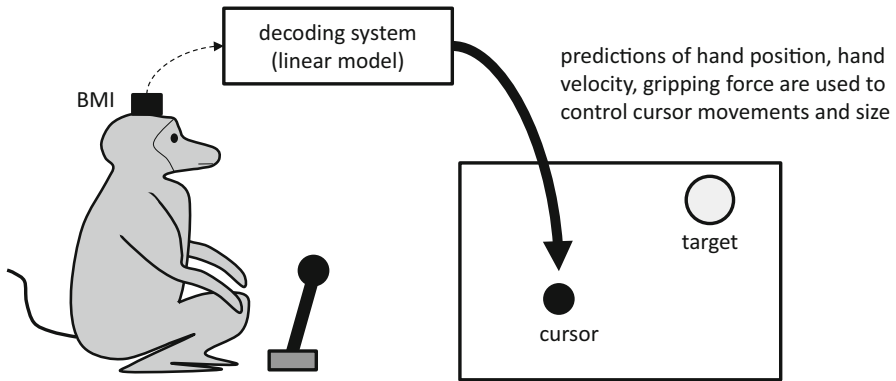 decoding system
(linear model)
predictions of hand position, hand
velocity, gripping force are used to
control cursor movements and size
BMI
target
cursor